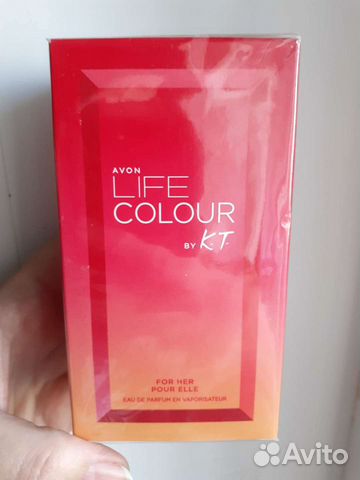 AVON
LIFE
COLOUR
BY K.T.
FOR HER
POUR ELLE
EAU DE PARFUM EN VAPORISATEUR
Avito